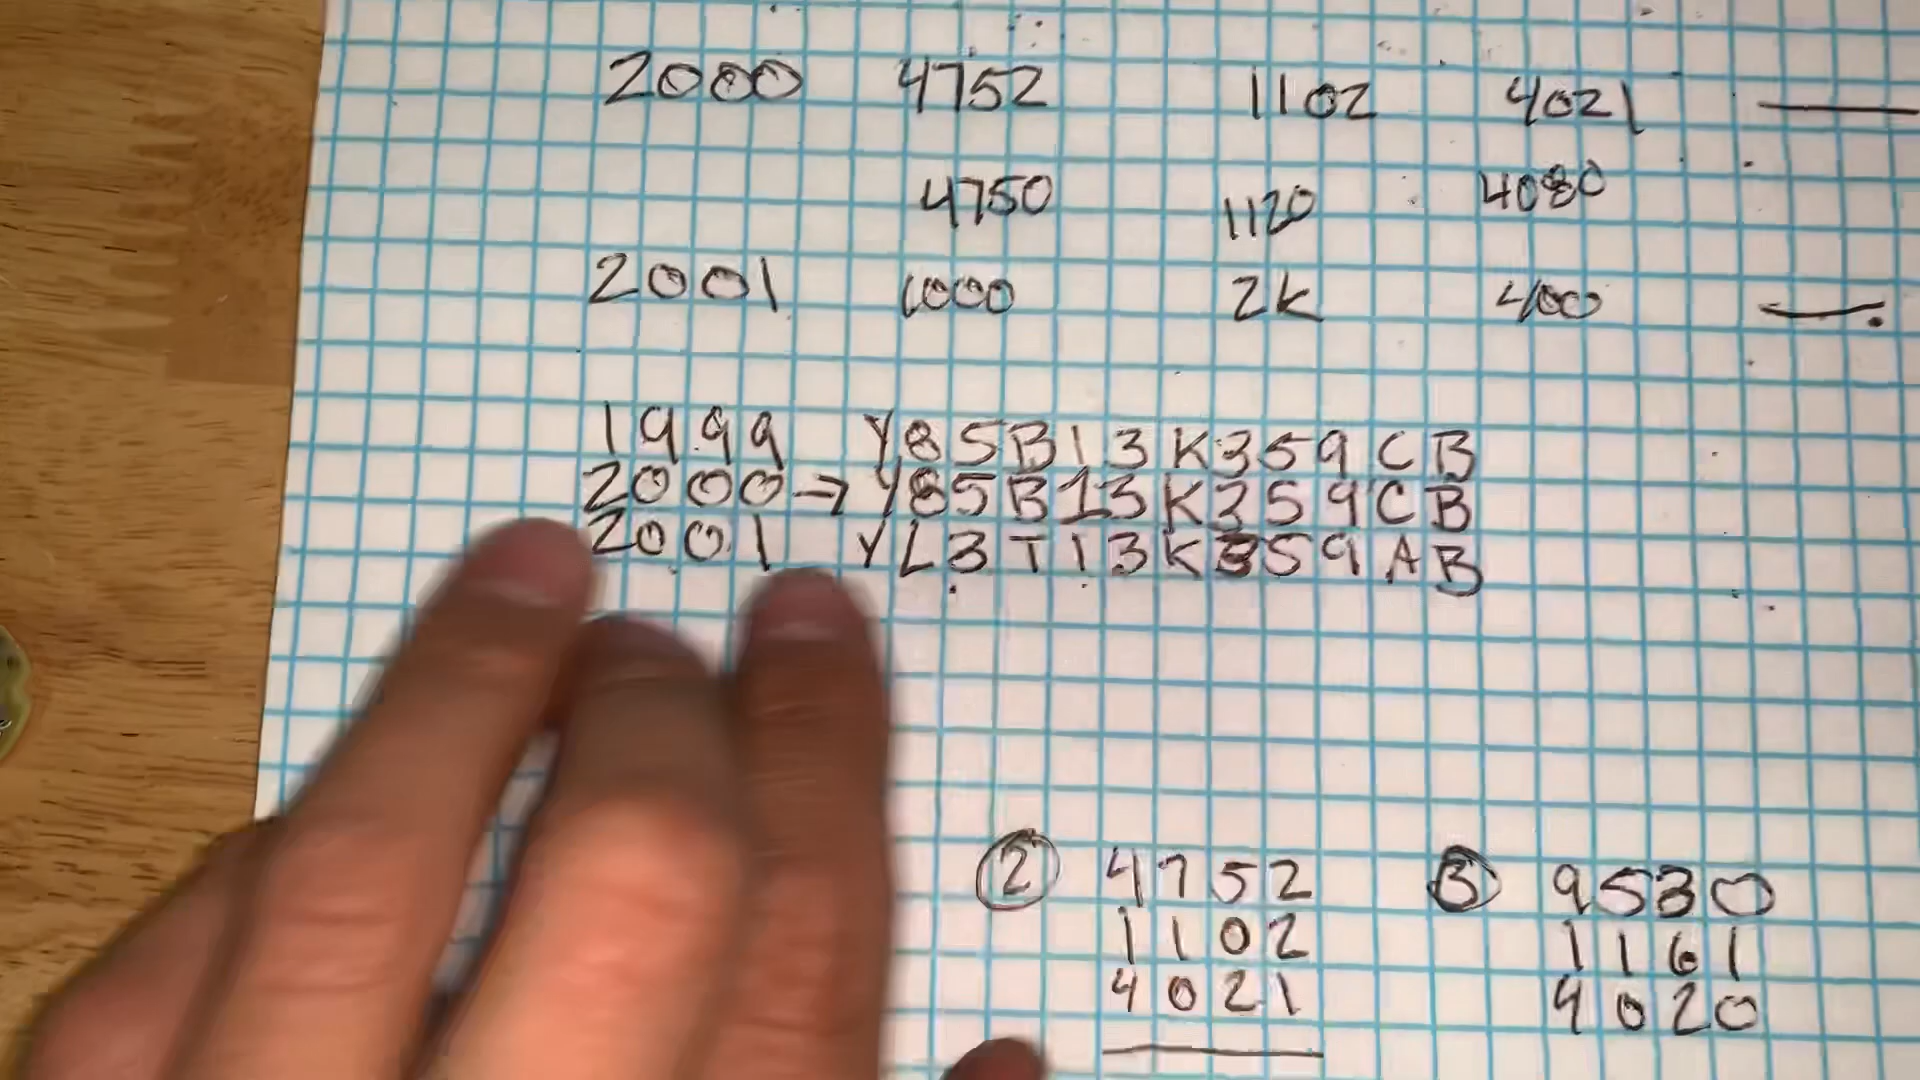 2000 4752 1102 4021
4750 1120 4080
2001 1000 2k 400
1999 Y85B13K359CB
2000 → Y85B13K359CB
2001 YL3T13K359AB
② 4752 ③ 9530
1102 1161
4021 4020